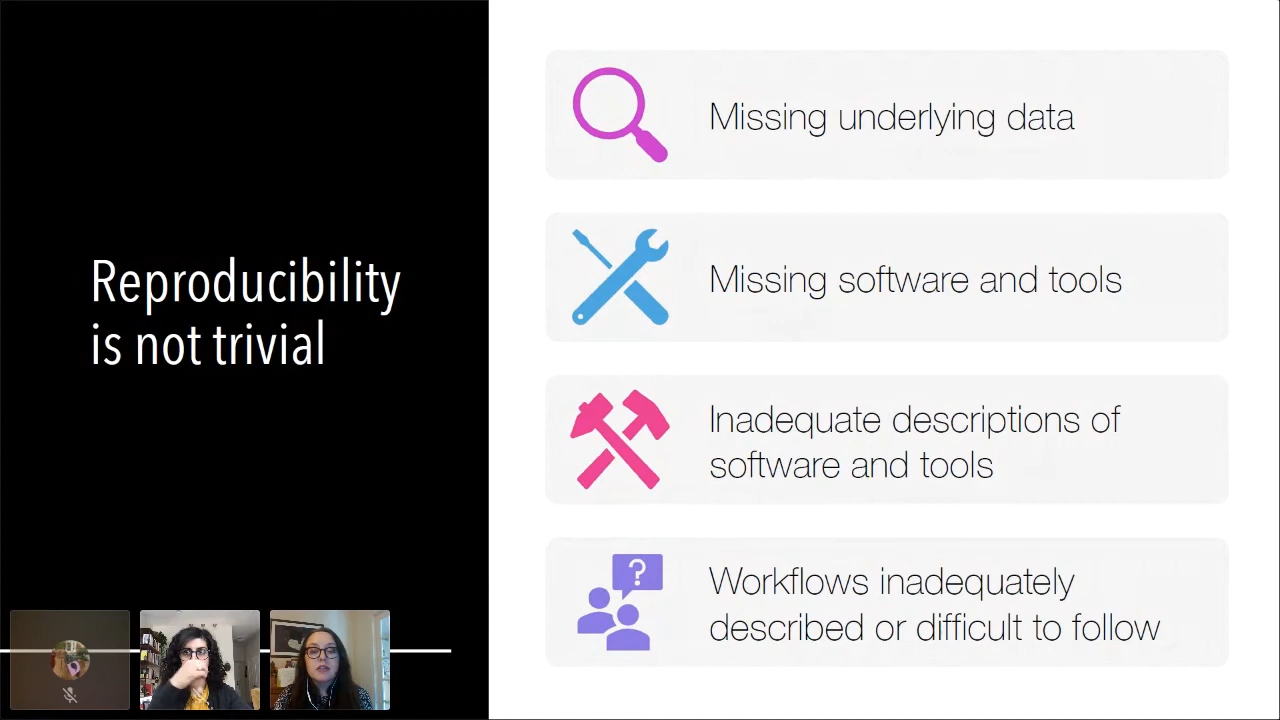 Reproducibility
is not trivial
Missing underlying data
Missing software and tools
Inadequate descriptions of
software and tools
?
Workflows inadequately
described or difficult to follow